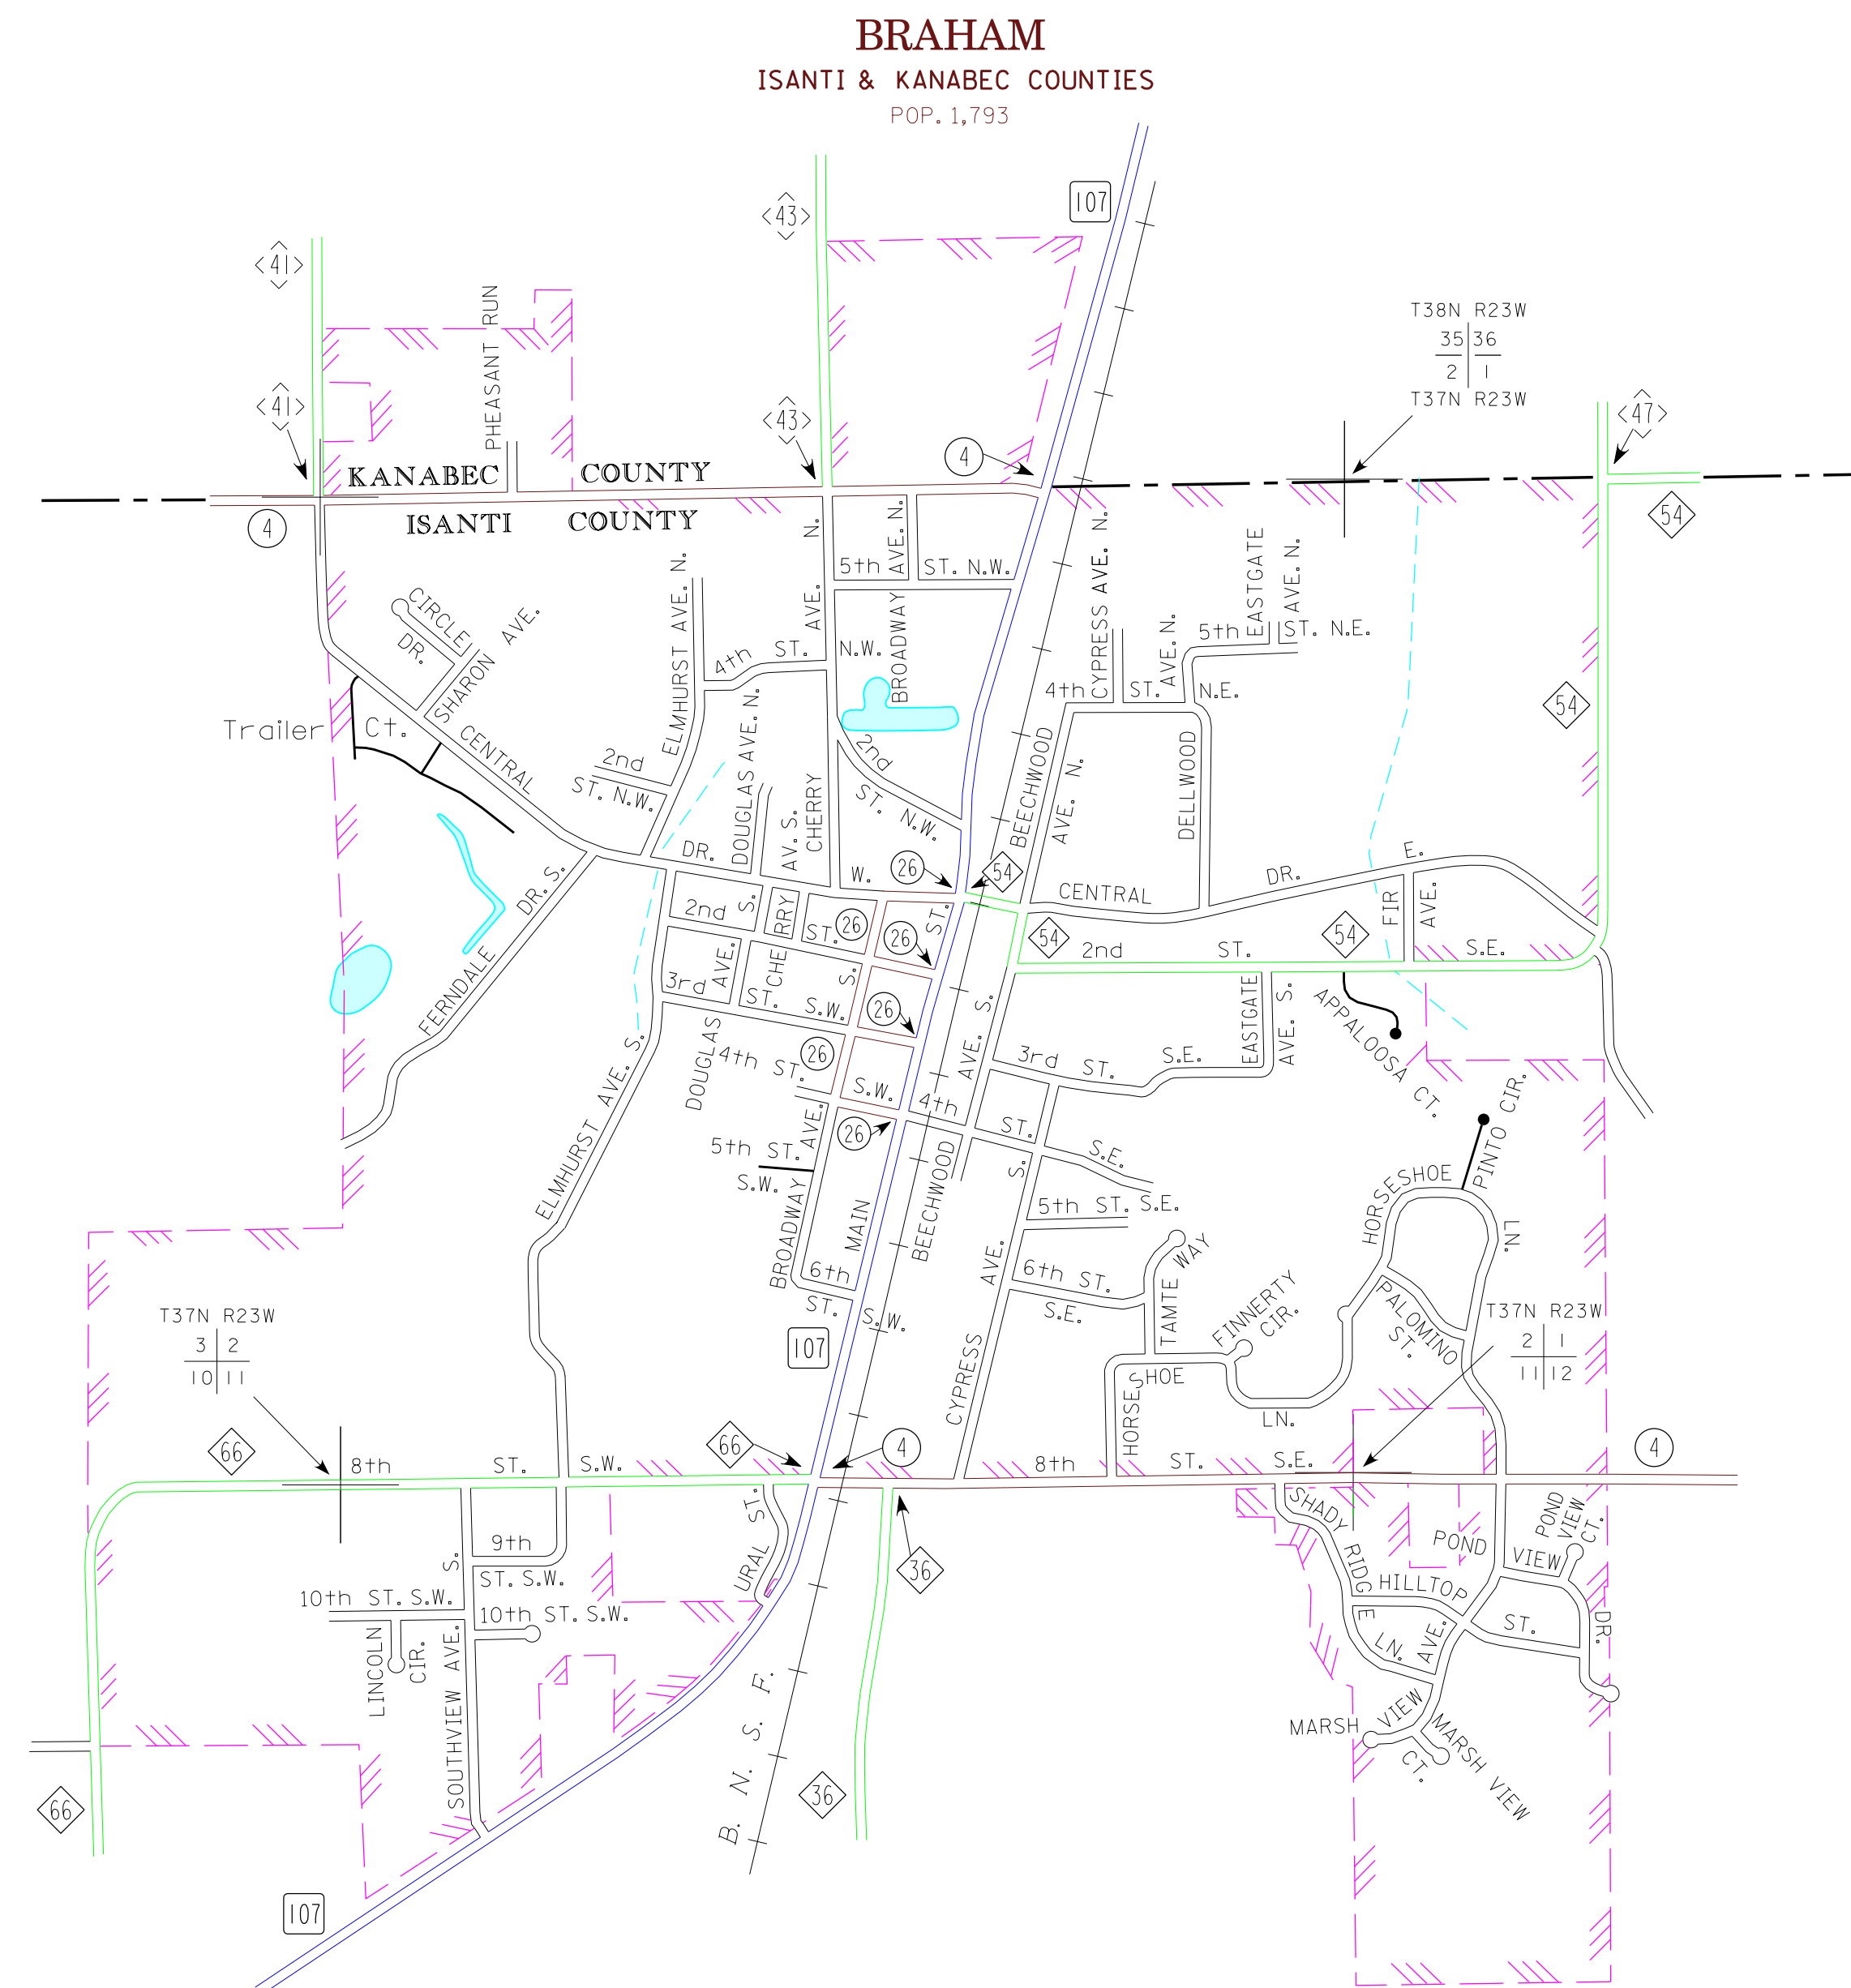 BRAHAM
ISANTI & KANABEC COUNTIES
POP. 1,793
107
43
41
PHEASANT RUN
T38N R23W
35 36
2 1
T37N R23W
41
43
4
47
KANABEC COUNTY
ISANTI COUNTY
4
54
5th ST. N.W.
BROADWAY AVE. N.
CYPRESS AVE. N.
EASTGATE AVE. N.
5th ST. N.E.
CIRCLE DR.
SHARON AVE.
ELMHURST AVE. N.
4th ST. N.W.
4th ST. N.E.
54
Trailer Ct.
CENTRAL DR. W.
2nd ST. N.W.
DOUGLAS AVE. N.
CHERRY AVE. N.
2nd ST. N.W.
BEECHWOOD AVE. N.
DELLWOOD AVE. N.
26
54
CENTRAL DR. E.
FIR AVE.
FERNDALE DR. S.
2nd ST.
CHERRY AV. S.
26
26
ST.
54
54
2nd ST. S.E.
3rd ST. S.W.
DOUGLAS AVE. S.
26
26
4th ST. S.W.
S.
AVE. S.
3rd ST. S.E.
EASTGATE AVE. S.
APPALOOSA CT.
ELMHURST AVE. S.
26
4th ST. S.E.
5th ST. S.W.
BROADWAY AVE.
MAIN
BEECHWOOD
5th ST. S.E.
PINTO CIR.
HORSESHOE LN.
6th ST. S.W.
6th ST. S.E.
CYPRESS AVE. S.
TAMTE WAY
FINNERTY CIR.
PALOMINO ST.
T37N R23W
3 2
10 11
107
HORSESHOE LN.
T37N R23W
2 1
11 12
66
8th ST. S.W.
66
4
8th ST. S.E.
4
URAL ST.
36
SHADY RIDGE LN.
POND VIEW DR.
POND VIEW CT.
9th ST. S.W.
10th ST. S.W.
10th ST. S.W.
LINCOLN CIR.
SOUTHVIEW AVE. S.
HILLTOP ST.
MARSH VIEW AVE.
MARSH VIEW CT.
B. N. S. F.
36
66
107